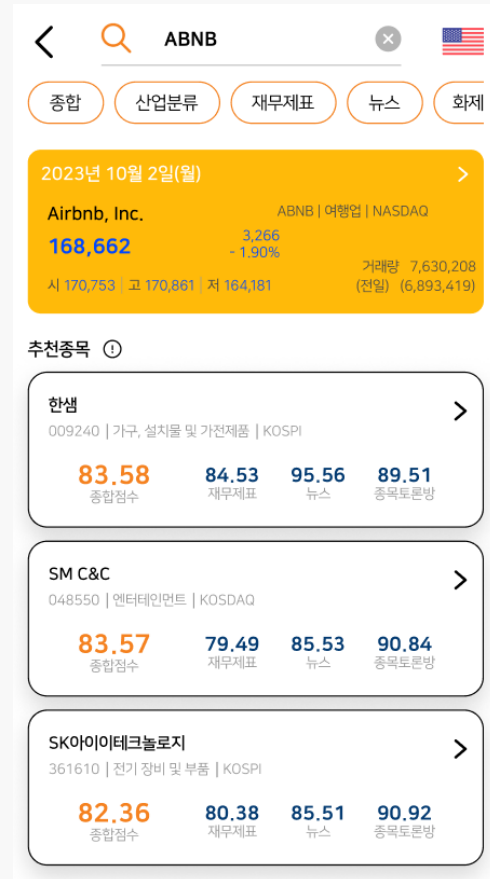 ABNB
종합 산업분류 재무제표 뉴스 화제
2023년 10월 2일(월)
Airbnb, Inc. ABNB | 여행업 | NASDAQ
168,662 3,266
- 1.90%
거래량 7,630,208
시 170,753 | 고 170,861 | 저 164,181 (전일) (6,893,419)
추천종목
한샘
009240 | 가구, 설치물 및 가전제품 | KOSPI
83.58 84.53 95.56 89.51
종합점수 재무제표 뉴스 종목토론방
SM C&C
048550 | 엔터테인먼트 | KOSDAQ
83.57 79.49 85.53 90.84
종합점수 재무제표 뉴스 종목토론방
SK아이이테크놀로지
361610 | 전기 장비 및 부품 | KOSPI
82.36 80.38 85.51 90.92
종합점수 재무제표 뉴스 종목토론방